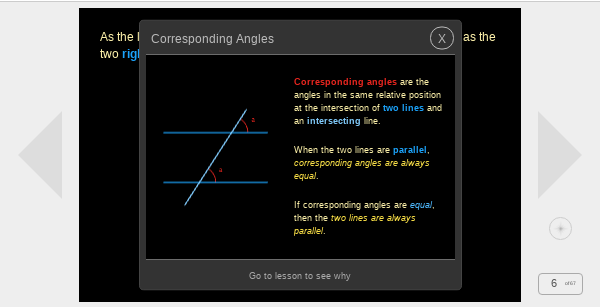 As the
as the
two
Corresponding Angles
X
Corresponding angles are the
angles in the same relative position
at the intersection of two lines and
an intersecting line.
When the two lines are parallel,
corresponding angles are always
equal.
If corresponding angles are equal,
then the two lines are always
parallel.
Go to lesson to see why
6 of 67